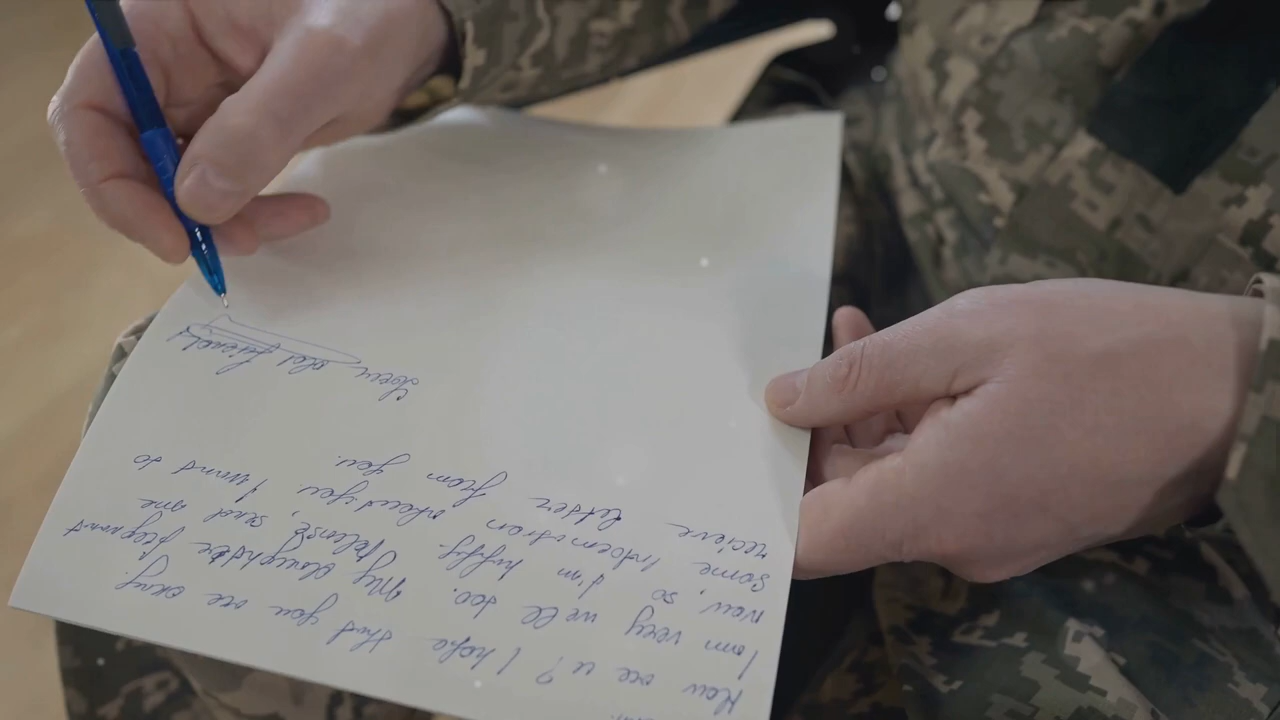 How are u? I hope that you are okay.
I am very well too. My daughter pregnant
now, so I'm happy. Please, send me
some information about you. I want to
recieve letter from you.
Your old friend!